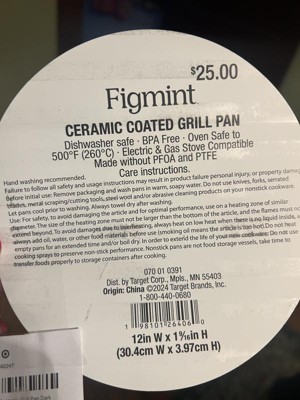 $25.00
Figmint
CERAMIC COATED GRILL PAN
Dishwasher safe · BPA Free · Oven Safe to
500°F (260°C) · Electric & Gas Stove Compatible
Made without PFOA and PTFE
Care instructions.
Hand washing recommended.
Failure to follow all safety and usage instructions may result in product failure personal injury, or property damage
before initial use: Remove packaging and wash pans in warm, soapy water. Do not use knives, forks, serrated
metal scraping/cutting tools, steel wool and/or abrasive cleaning products on your nonstick cookware.
Let pans cool prior to washing. Always store clean and dry.
Use: For safety, to avoid damaging the article and for optimal performance, use on a heating zone of similar
diameter. The size of the heating zone must not be larger than the bottom of the article, and the flames must
extend beyond. To avoid damages due to overheating, always heat on low heat when there is no liquid inside,
always add oil, water, or other food materials before use (smoking oil means the article is too hot). Do not heat
empty pans for an extended time and/or boil dry. In order to extend the life of your new cookware: Do not use
cooking sprays to preserve non-stick performance. Nonstick pans are not food storage vessels, take time to
transfer foods properly to storage containers after cooking.
070 01 0391
Dist. by Target Corp., Mpls., MN 55403
Origin: China ©2024 Target Brands, Inc.
1-800-440-0680
1 98101 26406 0
12in W x 1⁹⁄₁₆in H
(30.4cm W x 3.97cm H)